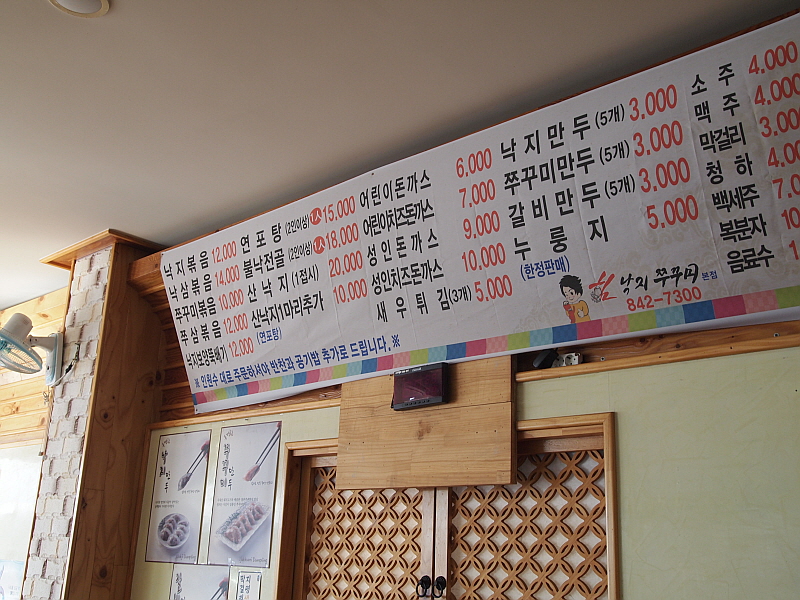 낙지볶음 12,000
낙삼볶음 14,000
쭈꾸미볶음 10,000
쭈삼볶음 12,000
낙지보양뚝배기 12,000
연포탕 (2인이상) 1人 15,000
불낙전골 (2인이상) 1人 18,000
산낙지 (1접시) 20,000
산낙지1마리추가 10,000
(연포탕)
어린이돈까스 6,000
어린이치즈돈까스 7,000
성인돈까스 9,000
성인치즈돈까스 10,000
새우튀김 (3개) 5,000
낙지만두 (5개) 3,000
쭈꾸미만두 (5개) 3,000
갈비만두 (5개) 3,000
누룽지 5,000
(한정판매)
소주 4,000
맥주 4,000
막걸리 3,000
청하
백세주
복분자
음료수
※ 인원수 대로 주문하셔야 반찬과 공기밥 추가로 드립니다.※
낙지 쭈꾸미 본점
842-7300